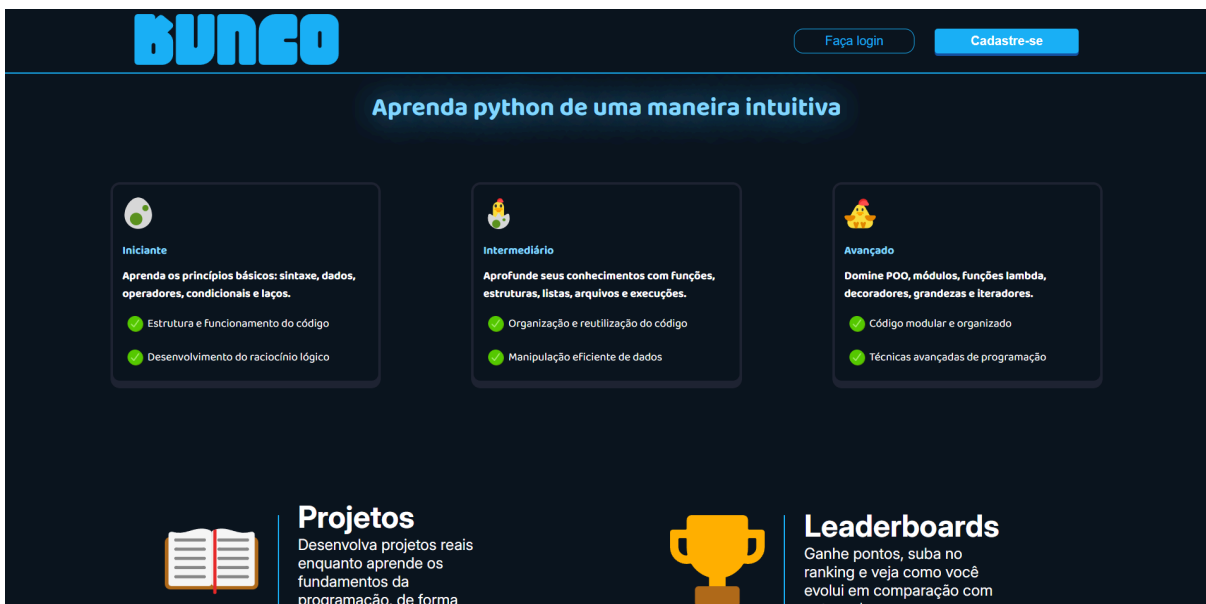 BUNCO
Faça login
Cadastre-se
Aprenda python de uma maneira intuitiva
Iniciante
Aprenda os princípios básicos: sintaxe, dados,
operadores, condicionais e laços.
Estrutura e funcionamento do código
Desenvolvimento do raciocínio lógico
Intermediário
Aprofunde seus conhecimentos com funções,
estruturas, listas, arquivos e execuções.
Organização e reutilização do código
Manipulação eficiente de dados
Avançado
Domine POO, módulos, funções lambda,
decoradores, grandezas e iteradores.
Código modular e organizado
Técnicas avançadas de programação
Projetos
Desenvolva projetos reais
enquanto aprende os
fundamentos da
programação, de forma
Leaderboards
Ganhe pontos, suba no
ranking e veja como você
evolui em comparação com